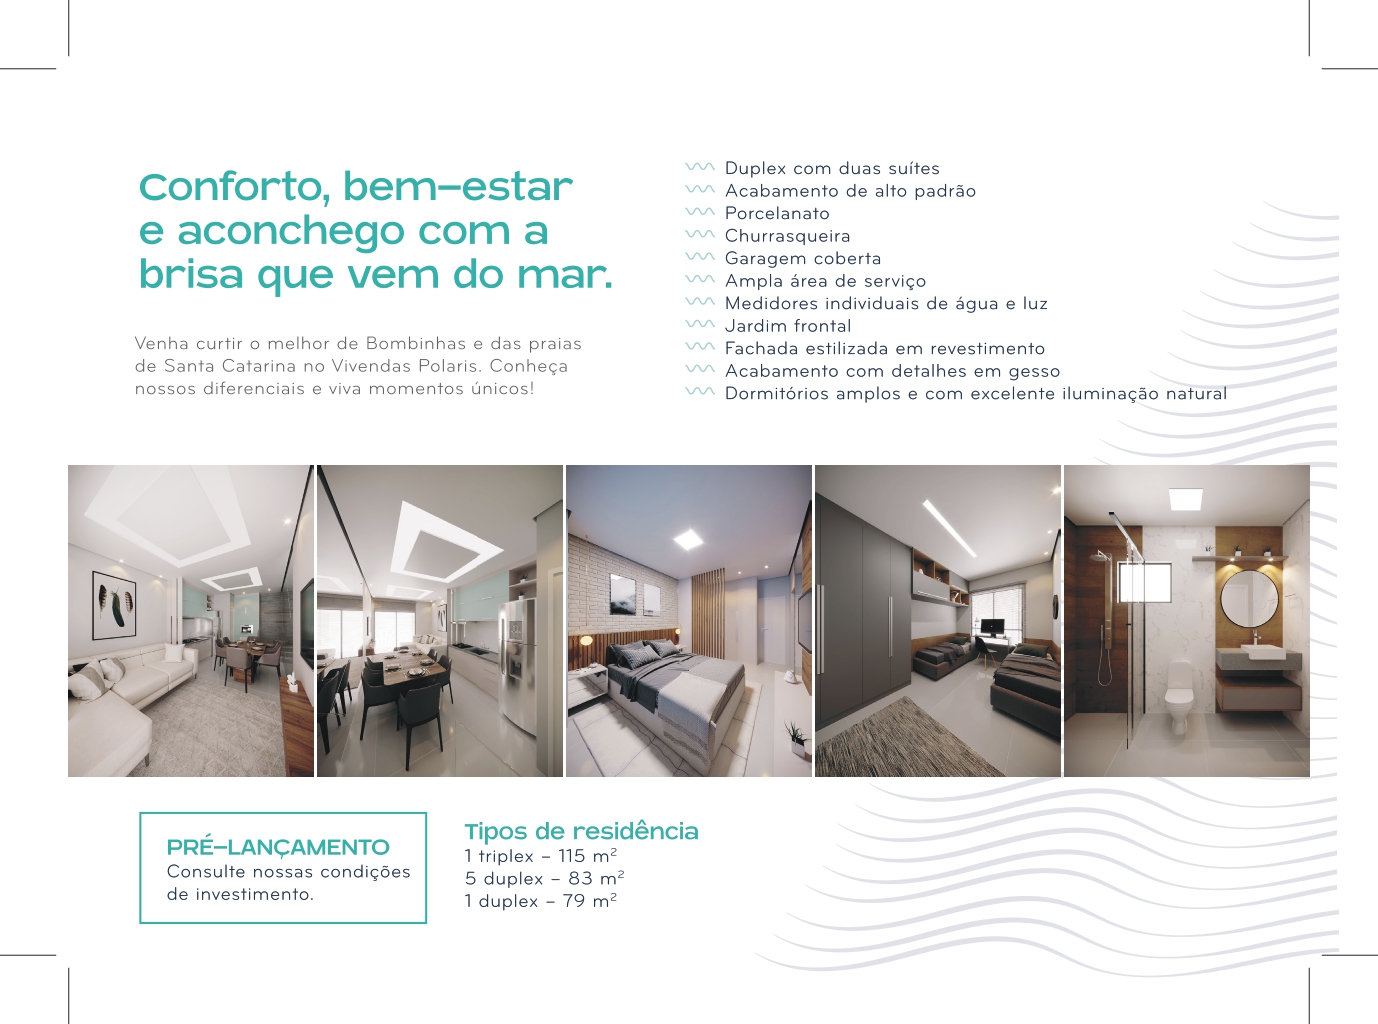 Conforto, bem-estar
e aconchego com a
brisa que vem do mar.
Venha curtir o melhor de Bombinhas e das praias
de Santa Catarina no Vivendas Polaris. Conheça
nossos diferenciais e viva momentos únicos!
Duplex com duas suítes
Acabamento de alto padrão
Porcelanato
Churrasqueira
Garagem coberta
Ampla área de serviço
Medidores individuais de água e luz
Jardim frontal
Fachada estilizada em revestimento
Acabamento com detalhes em gesso
Dormitórios amplos e com excelente iluminação natural
PRÉ-LANÇAMENTO
Consulte nossas condições
de investimento.
Tipos de residência
1 triplex – 115 m²
5 duplex – 83 m²
1 duplex – 79 m²